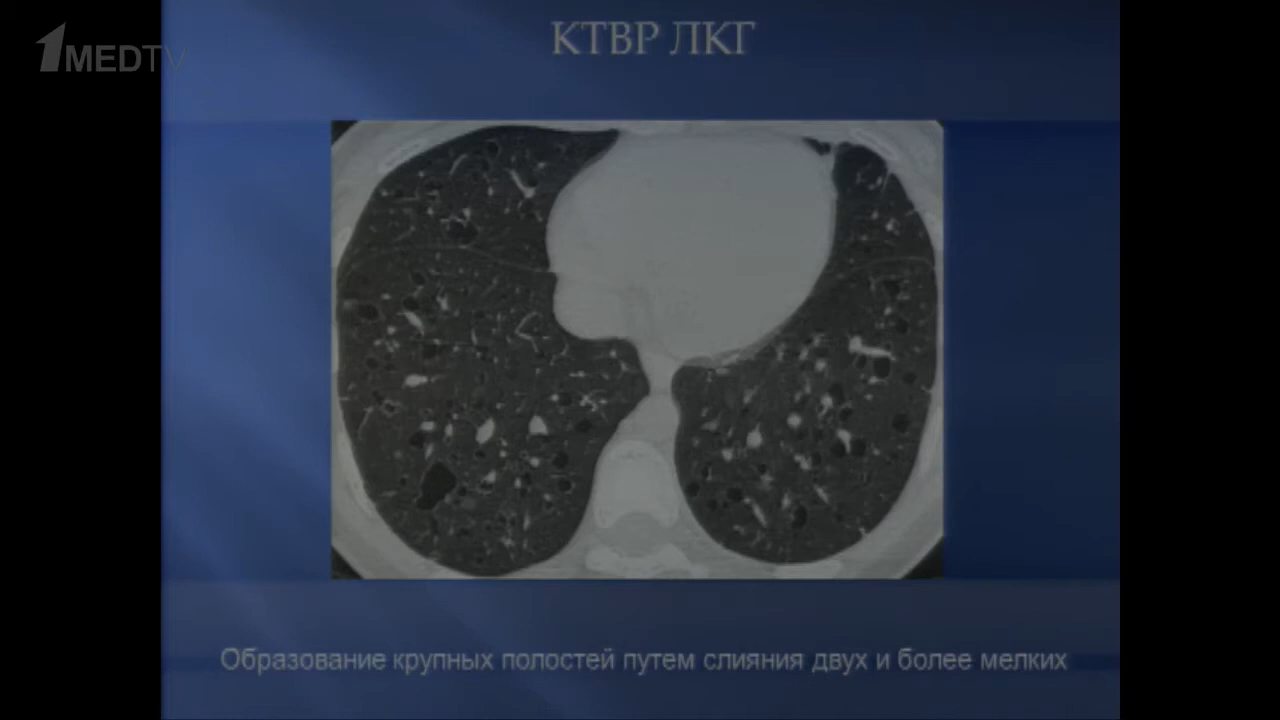 1MEDTV
КТВР ЛКГ
Образование крупных полостей путем слияния двух и более мелких